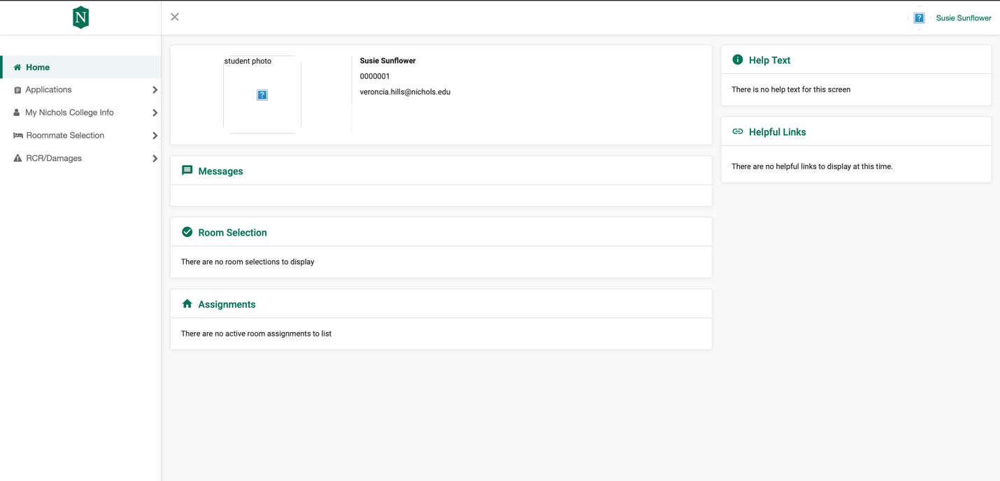 N
Susie Sunflower
Home
Applications
My Nichols College Info
Roommate Selection
RCR/Damages
student photo
Susie Sunflower
0000001
veroncia.hills@nichols.edu
Messages
Room Selection
There are no room selections to display
Assignments
There are no active room assignments to list
Help Text
There is no help text for this screen
Helpful Links
There are no helpful links to display at this time.